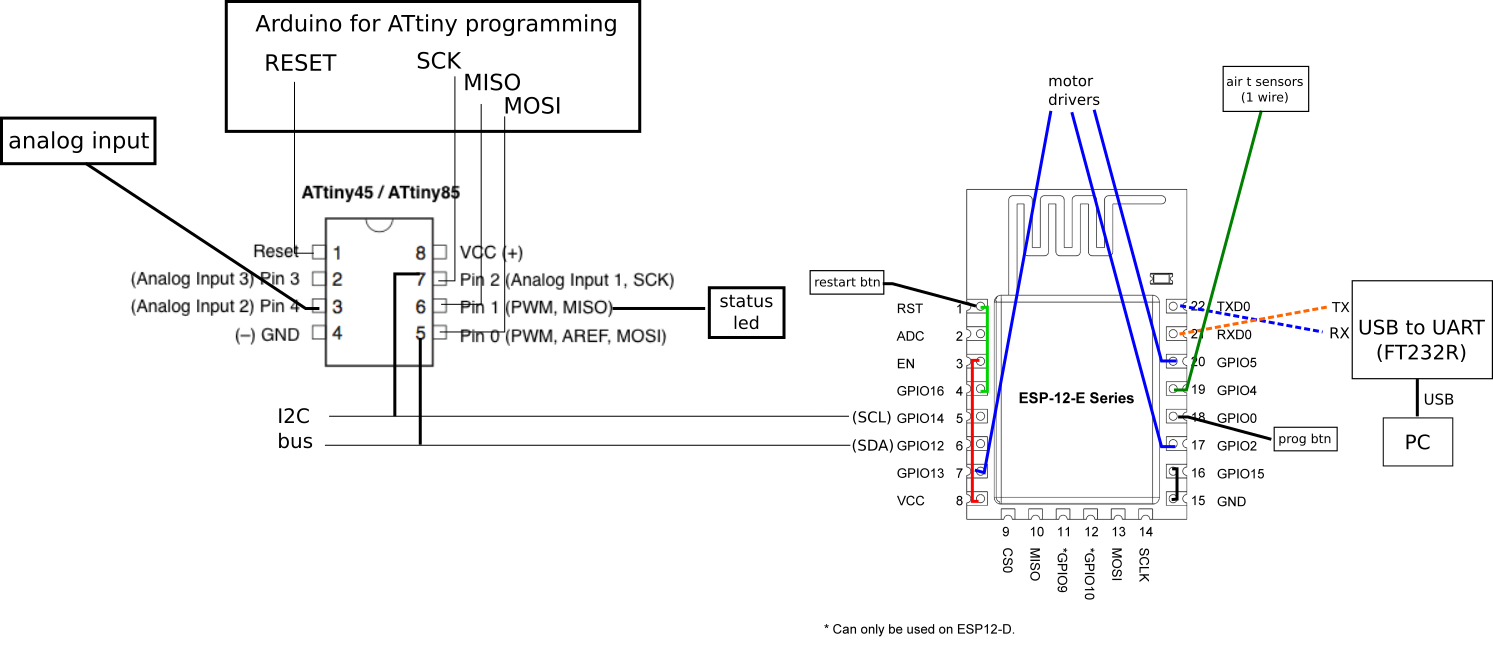 Arduino for ATtiny programming
RESET
SCK
MISO
MOSI
analog input
ATtiny45 / ATtiny85
Reset 1
(Analog Input 3) Pin 3 2
(Analog Input 2) Pin 4 3
(–) GND 4
8 VCC (+)
7 Pin 2 (Analog Input 1, SCK)
6 Pin 1 (PWM, MISO)
5 Pin 0 (PWM, AREF, MOSI)
status
led
I2C
bus
(SCL)
(SDA)
motor
drivers
air t sensors
(1 wire)
restart btn
RST 1
ADC 2
EN 3
GPIO16 4
GPIO14 5
GPIO12 6
GPIO13 7
VCC 8
ESP-12-E Series
22 TXD0
21 RXD0
20 GPIO5
19 GPIO4
18 GPIO0
17 GPIO2
16 GPIO15
15 GND
9 10 11 12 13 14
CS0
MISO
*GPIO9
*GPIO10
MOSI
SCLK
prog btn
TX
RX
USB to UART
(FT232R)
USB
PC
* Can only be used on ESP12-D.